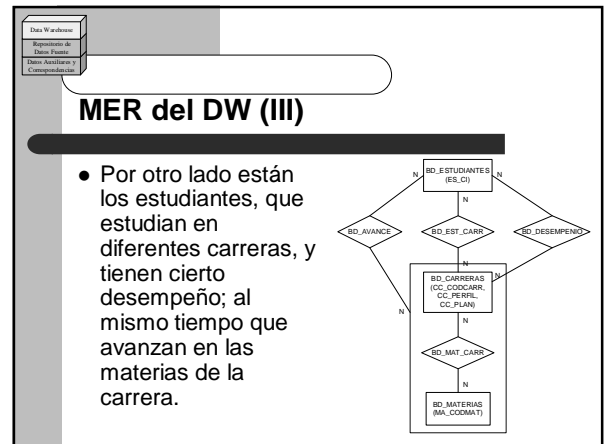 Data Warehouse
Repositorio de
Datos Fuente
Datos Auxiliares y
Correspondencias
MER del DW (III)
● Por otro lado están
los estudiantes, que
estudian en
diferentes carreras, y
tienen cierto
desempeño; al
mismo tiempo que
avanzan en las
materias de la
carrera.
N
BD_ESTUDIANTES
(ES_CI)
N
N
BD_AVANCE
BD_EST_CARR
BD_DESEMPENIO
N
BD_CARRERAS
(CC_CODCARR,
CC_PERFIL,
CC_PLAN)
N
N
N
BD_MAT_CARR
N
BD_MATERIAS
(MA_CODMAT)